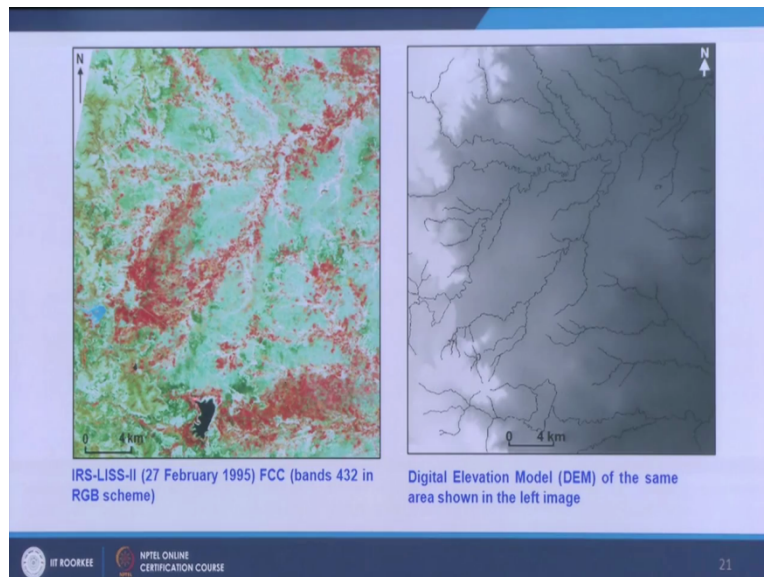 N
N
0 4 km
0 4 km
IRS-LISS-II (27 February 1995) FCC (bands 432 in
RGB scheme)
Digital Elevation Model (DEM) of the same
area shown in the left image
IIT ROORKEE
NPTEL ONLINE
CERTIFICATION COURSE
21